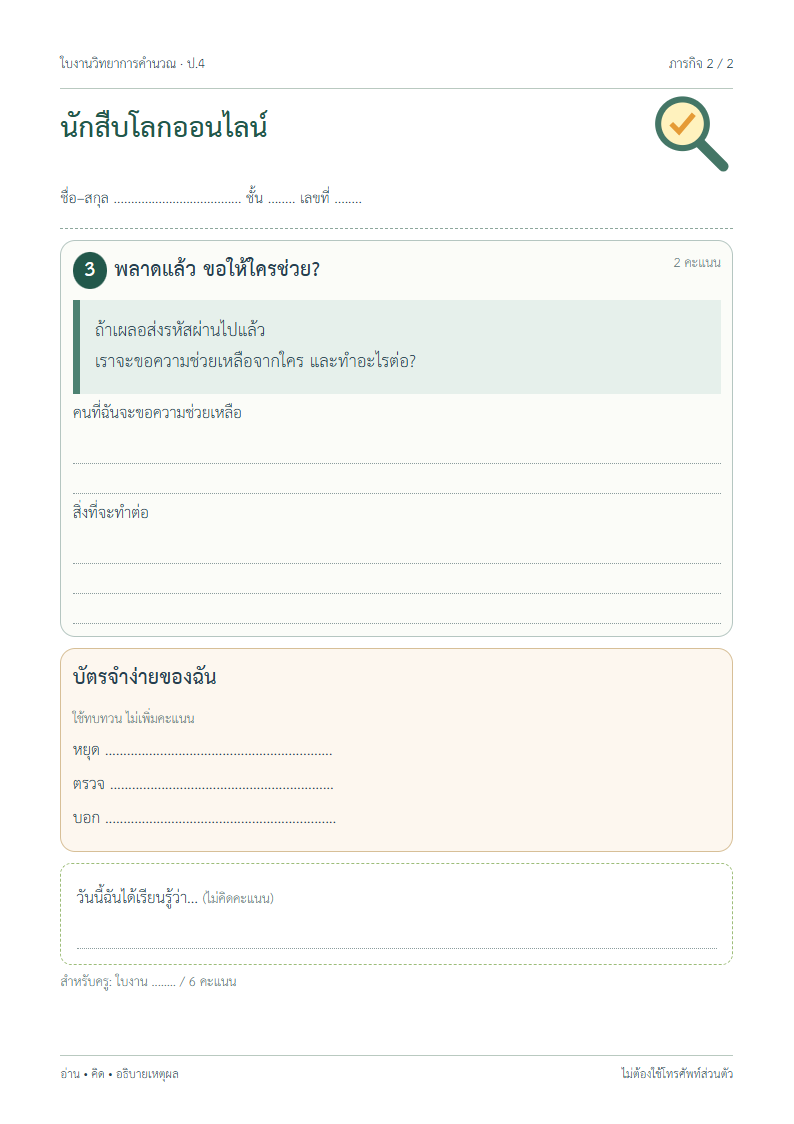 ใบงานวิทยาการคำนวณ · ป.4
ภารกิจ 2 / 2
นักสืบโลกออนไลน์
ชื่อ–สกุล ................................... ชั้น ........ เลขที่ ........
3 พลาดแล้ว ขอให้ใครช่วย?
2 คะแนน
ถ้าเผลอส่งรหัสผ่านไปแล้ว
เราจะขอความช่วยเหลือจากใคร และทำอะไรต่อ?
คนที่ฉันจะขอความช่วยเหลือ
สิ่งที่จะทำต่อ
บัตรจำง่ายของฉัน
ใช้ทบทวน ไม่เพิ่มคะแนน
หยุด ..............................................................
ตรวจ .............................................................
บอก ...............................................................
วันนี้ฉันได้เรียนรู้ว่า... (ไม่คิดคะแนน)
สำหรับครู: ใบงาน ........ / 6 คะแนน
อ่าน • คิด • อธิบายเหตุผล
ไม่ต้องใช้โทรศัพท์ส่วนตัว